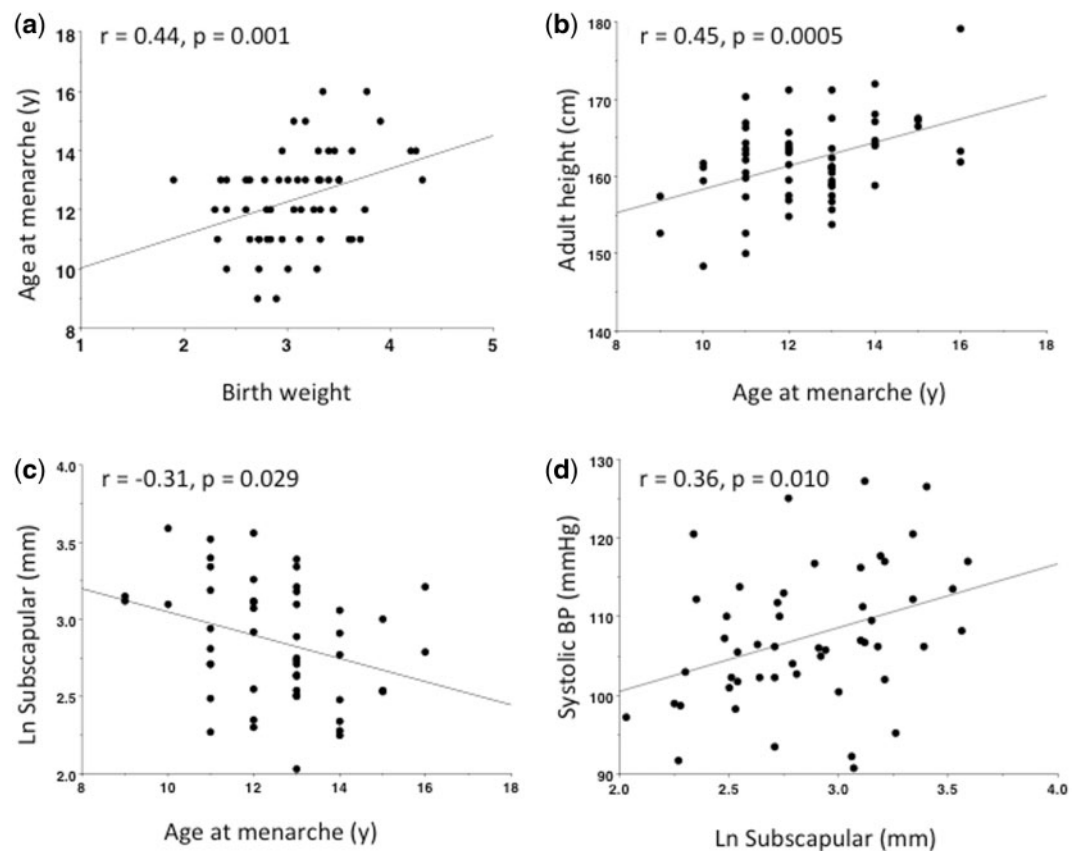 (a)
r = 0.44, p = 0.001
Age at menarche (y)
18
16
14
12
10
8
1 2 3 4 5
Birth weight
(b)
r = 0.45, p = 0.0005
Adult height (cm)
180
170
160
150
140
8 10 12 14 16 18
Age at menarche (y)
(c)
r = -0.31, p = 0.029
Ln Subscapular (mm)
4.0
3.5
3.0
2.5
2.0
8 10 12 14 16 18
Age at menarche (y)
(d)
r = 0.36, p = 0.010
Systolic BP (mmHg)
130
120
110
100
90
2.0 2.5 3.0 3.5 4.0
Ln Subscapular (mm)